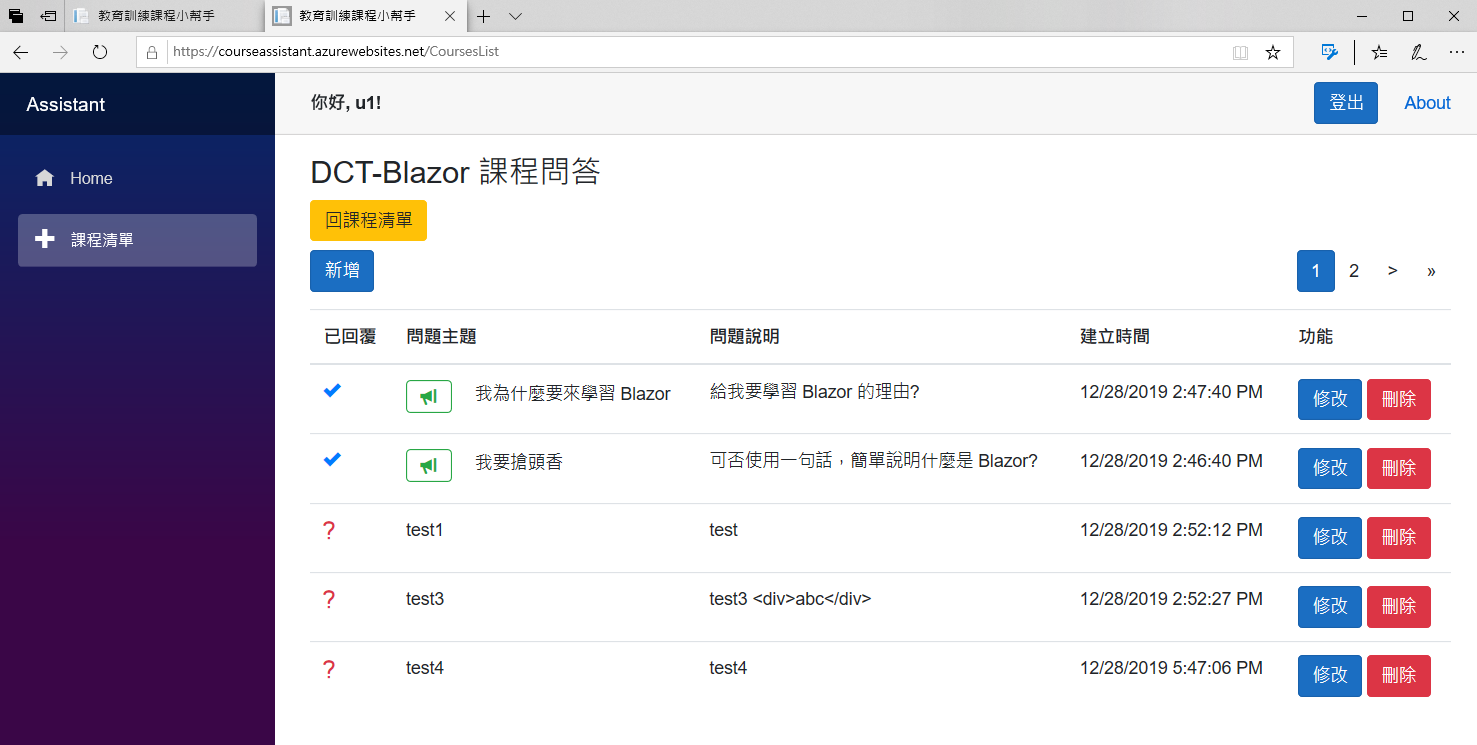 教育訓練課程小幫手
教育訓練課程小幫手
https://courseassistant.azurewebsites.net/CoursesList
Assistant
你好, u1!
登出 About
Home
課程清單
DCT-Blazor 課程問答
回課程清單
新增
1 2 > »
已回覆 問題主題 問題說明 建立時間 功能
我為什麼要來學習 Blazor 給我要學習 Blazor 的理由? 12/28/2019 2:47:40 PM 修改 刪除
我要搶頭香 可否使用一句話，簡單說明什麼是 Blazor? 12/28/2019 2:46:40 PM 修改 刪除
? test1 test 12/28/2019 2:52:12 PM 修改 刪除
? test3 test3 <div>abc</div> 12/28/2019 2:52:27 PM 修改 刪除
? test4 test4 12/28/2019 5:47:06 PM 修改 刪除